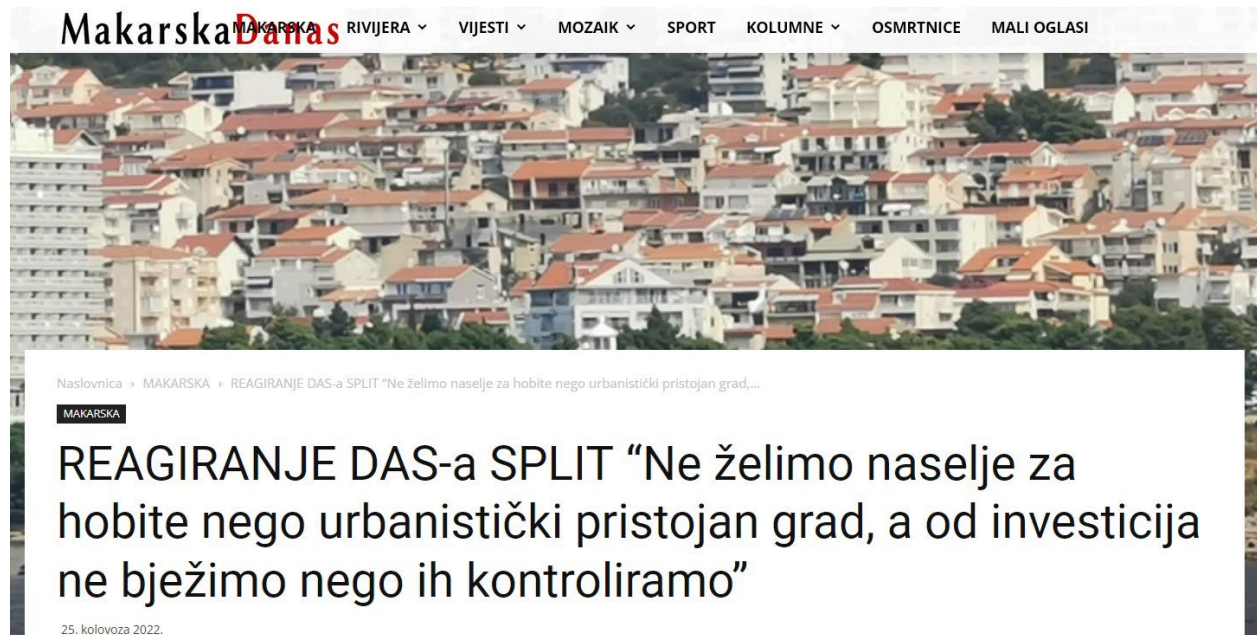 MakarskaDanas
MAKARSKA RIVIJERA VIJESTI MOZAIK SPORT KOLUMNE OSMRTNICE MALI OGLASI
Naslovnica › MAKARSKA › REAGIRANJE DAS-a SPLIT “Ne želimo naselje za hobite nego urbanistički pristojan grad,...
MAKARSKA
REAGIRANJE DAS-a SPLIT “Ne želimo naselje za
hobite nego urbanistički pristojan grad, a od investicija
ne bježimo nego ih kontroliramo”
25. kolovoza 2022.